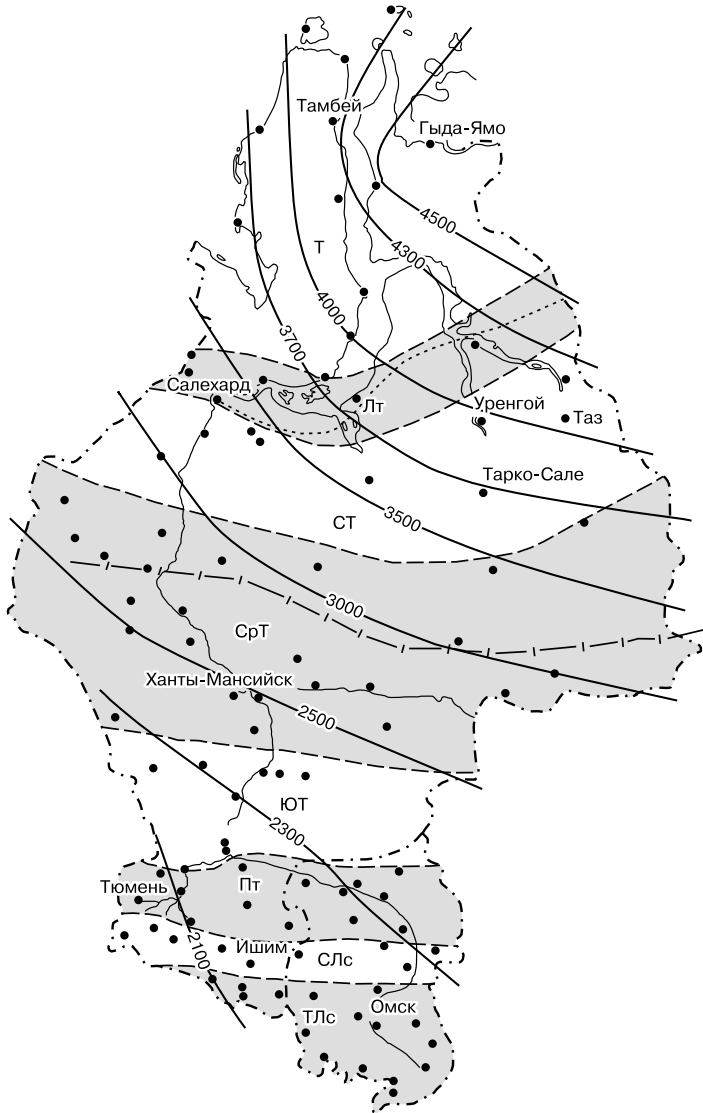 Тамбей
Гыда-Ямо
4500
Т
4300
4000
3700
Салехард
Лт
Уренгой
Таз
Тарко-Сале
3500
СТ
3000
СрТ
Ханты-Мансийск
2500
ЮТ
2300
Тюмень
Пт
2100
Ишим
СЛс
ТЛс
Омск